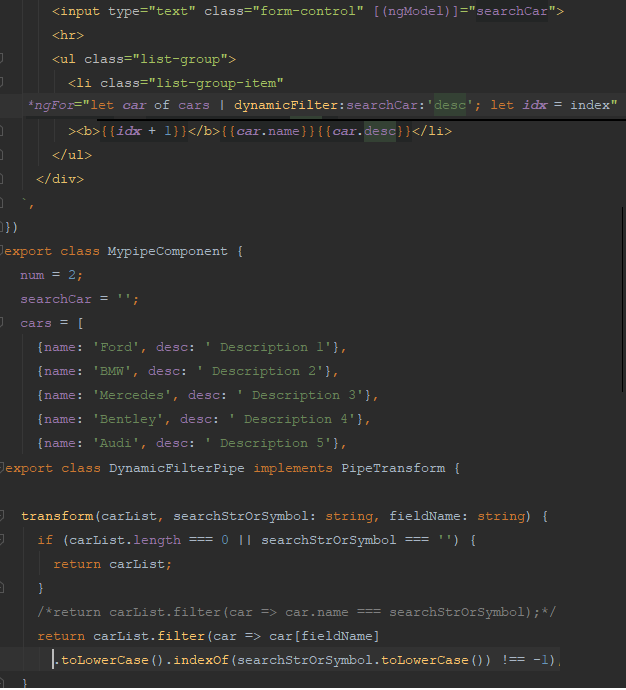 <input type="text" class="form-control" [(ngModel)]="searchCar">
<hr>
<ul class="list-group">
<li class="list-group-item"
*ngFor="let car of cars | dynamicFilter:searchCar:'desc'; let idx = index"
><b>{{idx + 1}}</b>{{car.name}}{{car.desc}}</li>
</ul>
</div>
`,
})
export class MypipeComponent {
num = 2;
searchCar = '';
cars = [
{name: 'Ford', desc: ' Description 1'},
{name: 'BMW', desc: ' Description 2'},
{name: 'Mercedes', desc: ' Description 3'},
{name: 'Bentley', desc: ' Description 4'},
{name: 'Audi', desc: ' Description 5'},
export class DynamicFilterPipe implements PipeTransform {
transform(carList, searchStrOrSymbol: string, fieldName: string) {
if (carList.length === 0 || searchStrOrSymbol === '') {
return carList;
}
/*return carList.filter(car => car.name === searchStrOrSymbol);*/
return carList.filter(car => car[fieldName]
.toLowerCase().indexOf(searchStrOrSymbol.toLowerCase()) !== -1)
}